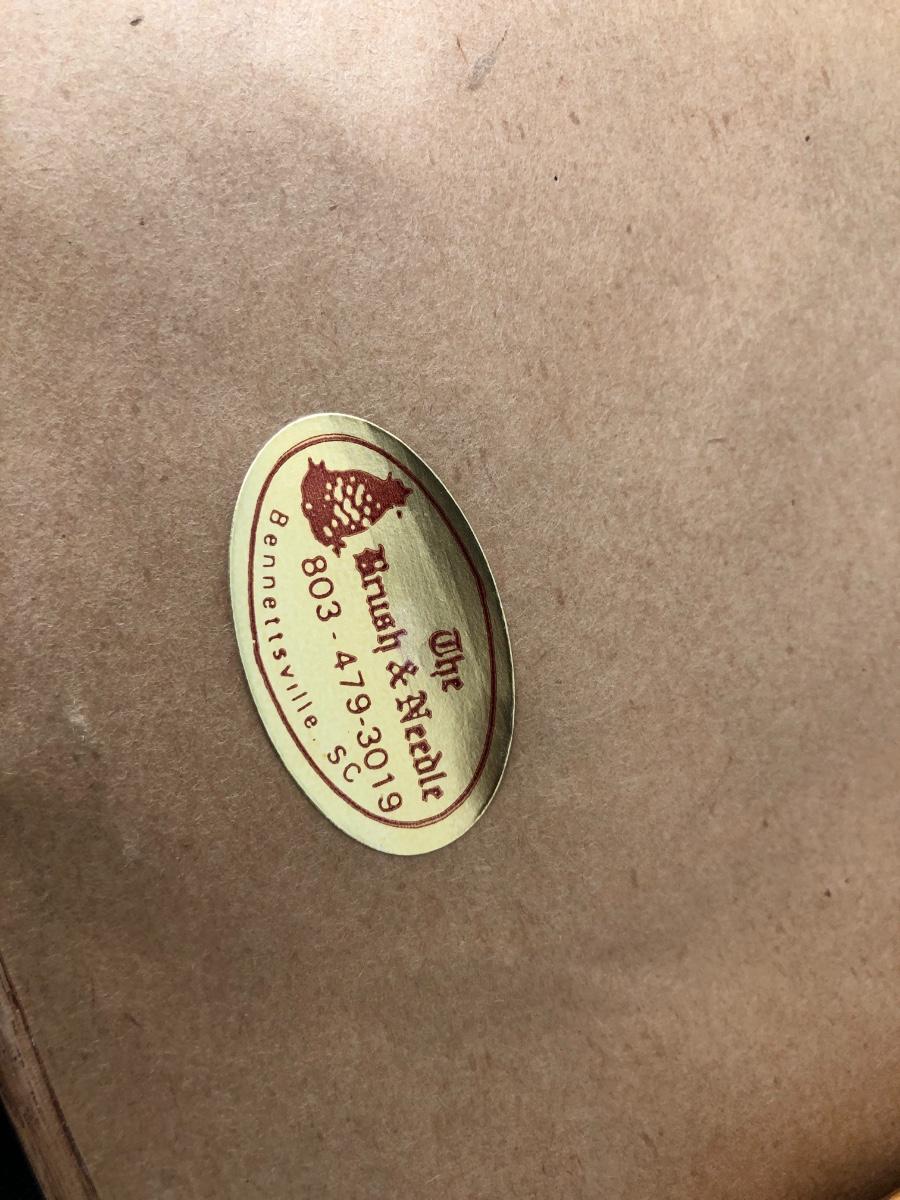 The
Brush & Needle
803-479-3019
Bennettsville, SC